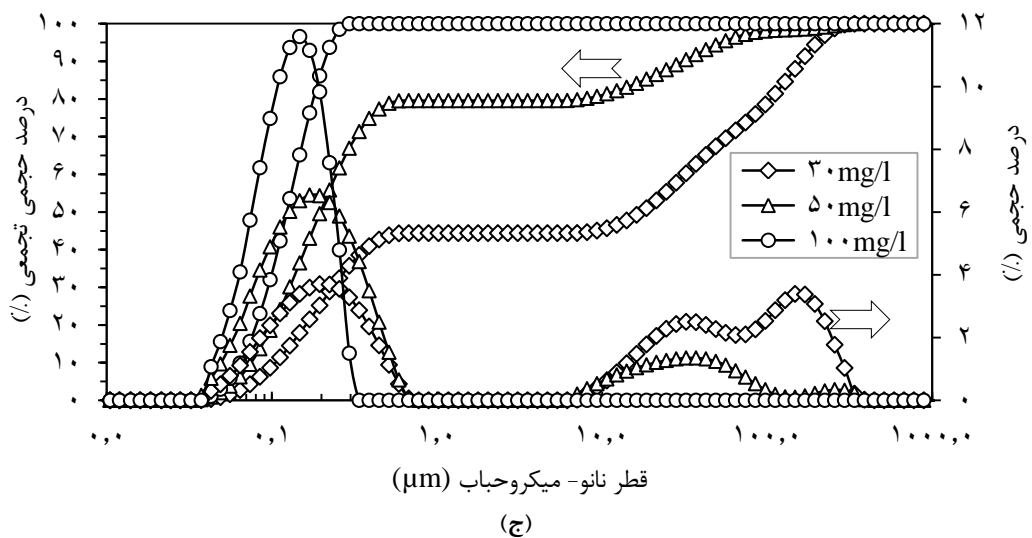 درصد حجمی تجمعی (٪)
۱۰۰
۹۰
۸۰
۷۰
۶۰
۵۰
۴۰
۳۰
۲۰
۱۰
۰
۱۲
۱۰
۸
۶
۴
۲
۰
درصد حجمی (٪)
۳۰mg/l
۵۰mg/l
۱۰۰mg/l
۰,۰ ۰,۱ ۱,۰ ۱۰,۰ ۱۰۰,۰ ۱۰۰۰,۰
قطر نانو- میکروحباب (µm)
(ج)